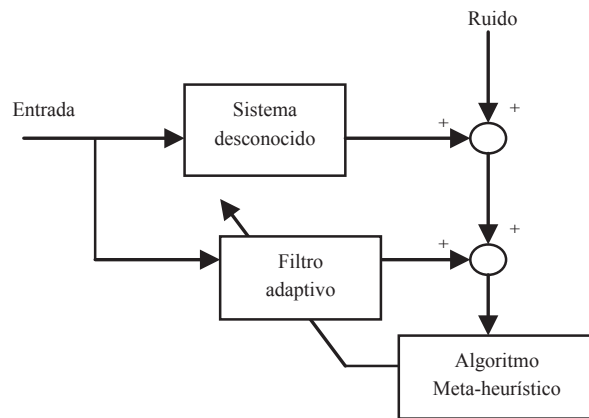 Ruido
+
Entrada
Sistema
desconocido
+
+
Filtro
adaptivo
+
Algoritmo
Meta-heurístico